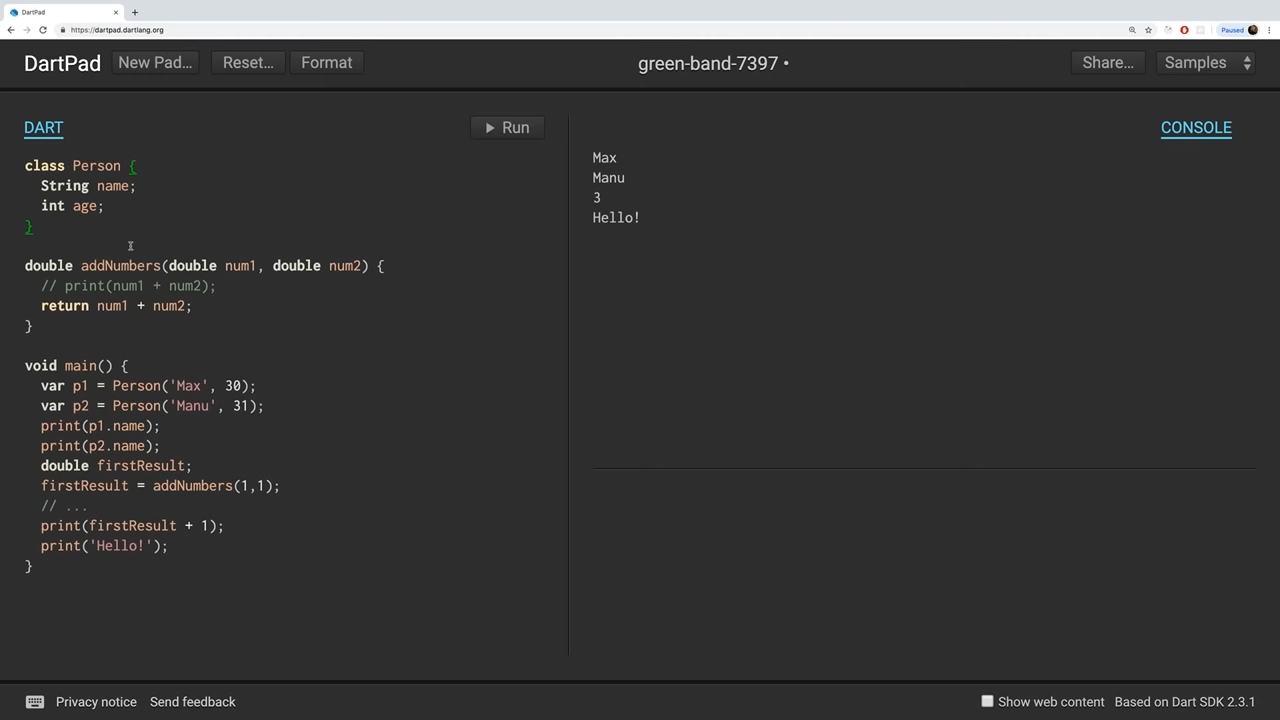 DartPad
https://dartpad.dartlang.org
Paused
DartPad
New Pad...
Reset...
Format
green-band-7397 •
Share...
Samples
DART
Run
CONSOLE
class Person {
  String name;
  int age;
}
double addNumbers(double num1, double num2) {
  // print(num1 + num2);
  return num1 + num2;
}
void main() {
  var p1 = Person('Max', 30);
  var p2 = Person('Manu', 31);
  print(p1.name);
  print(p2.name);
  double firstResult;
  firstResult = addNumbers(1,1);
  // ...
  print(firstResult + 1);
  print('Hello!');
}
Max
Manu
3
Hello!
Privacy notice
Send feedback
Show web content
Based on Dart SDK 2.3.1